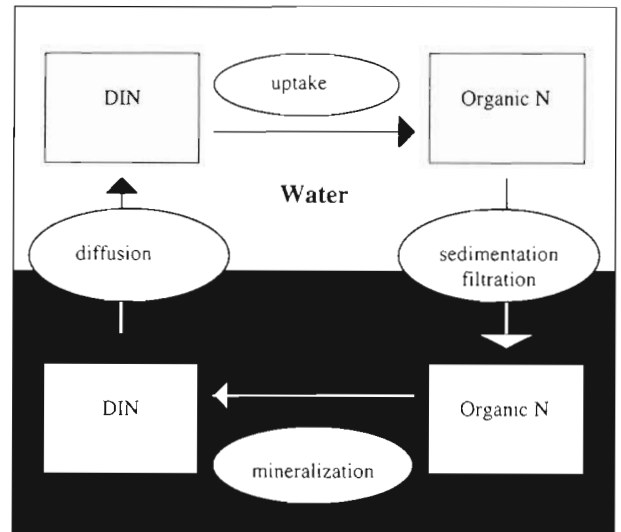 DIN
uptake
Organic N
Water
diffusion
sedimentation
filtration
DIN
Organic N
mineralization